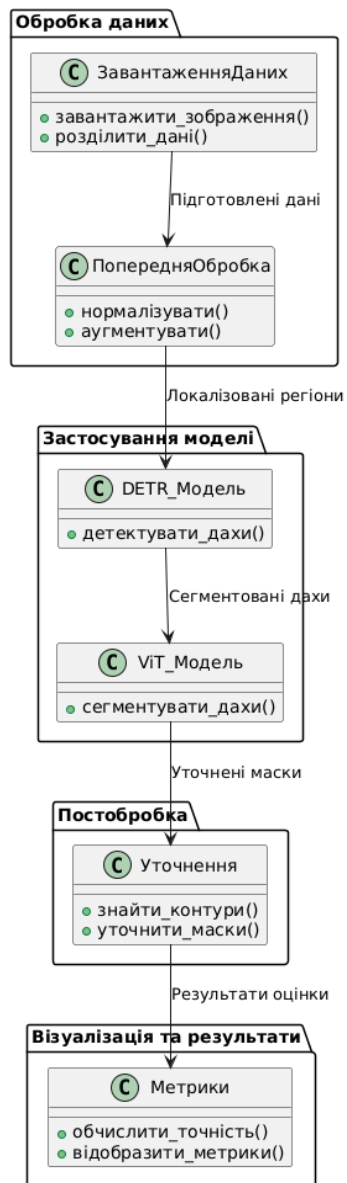 Обробка даних
C ЗавантаженняДаних
завантажити_зображення()
розділити_дані()
Підготовлені дані
C ПопередняОбробка
нормалізувати()
аугментувати()
Локалізовані регіони
Застосування моделі
C DETR_Модель
детектувати_дахи()
Сегментовані дахи
C ViT_Модель
сегментувати_дахи()
Уточнені маски
Постобробка
C Уточнення
знайти_контури()
уточнити_маски()
Результати оцінки
Візуалізація та результати
C Метрики
обчислити_точність()
відобразити_метрики()